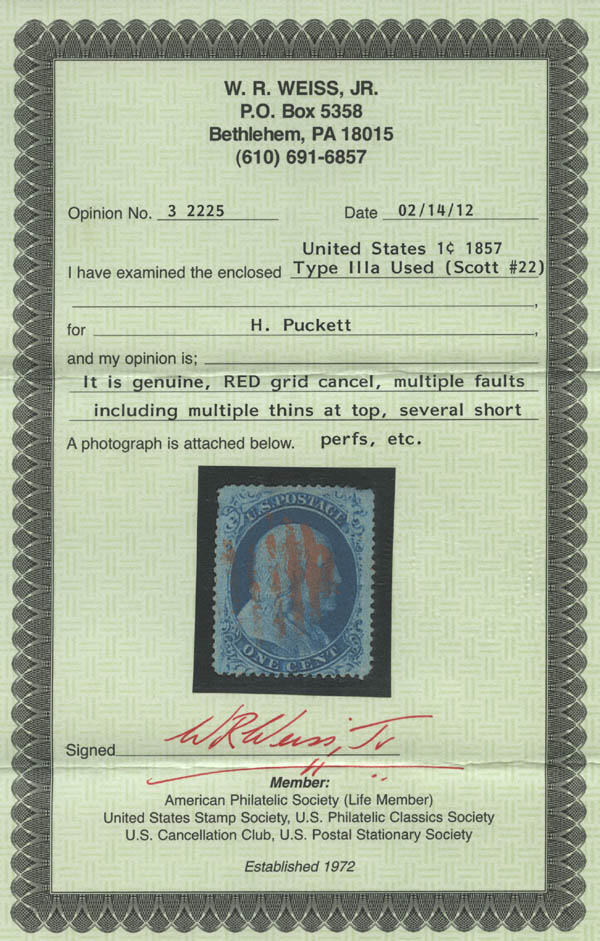 W. R. WEISS, JR.
P.O. Box 5358
Bethlehem, PA 18015
(610) 691-6857
Opinion No. 3 2225 Date 02/14/12
United States 1¢ 1857
I have examined the enclosed Type IIIa Used (Scott #22)
,
for H. Puckett ,
and my opinion is;
It is genuine, RED grid cancel, multiple faults
including multiple thins at top, several short
A photograph is attached below. perfs, etc.
U.S. POSTAGE
ONE CENT
Signed WRWeiss, Jr
Member:
American Philatelic Society (Life Member)
United States Stamp Society, U.S. Philatelic Classics Society
U.S. Cancellation Club, U.S. Postal Stationary Society
Established 1972